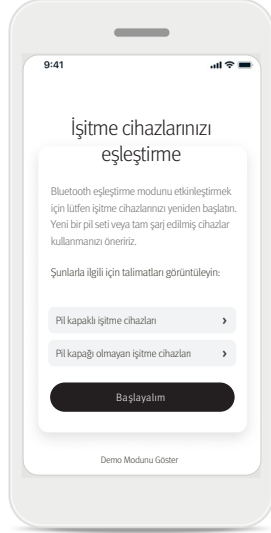 9:41
İşitme cihazlarınızı
eşleştirme
Bluetooth eşleştirme modunu etkinleştirmek
için lütfen işitme cihazlarınızı yeniden başlatın.
Yeni bir pil seti veya tam şarj edilmiş cihazlar
kullanmanızı öneririz.
Şunlarla ilgili için talimatları görüntüleyin:
Pil kapaklı işitme cihazları
Pil kapağı olmayan işitme cihazları
Başlayalım
Demo Modunu Göster